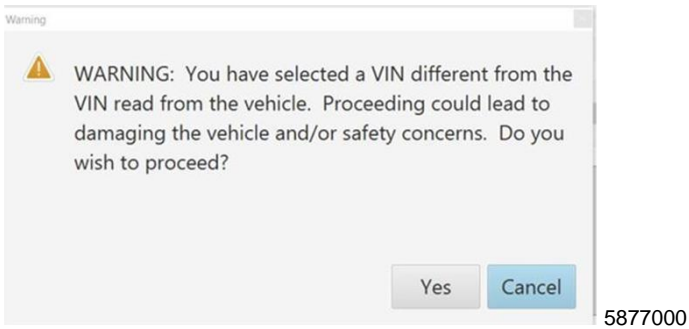 Warning
WARNING: You have selected a VIN different from the
VIN read from the vehicle. Proceeding could lead to
damaging the vehicle and/or safety concerns. Do you
wish to proceed?
Yes
Cancel
5877000